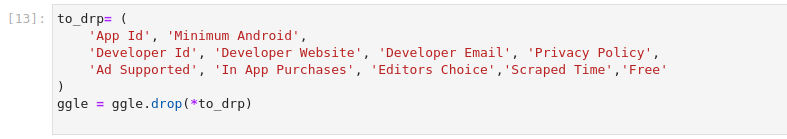 [13]: to_drp= (
    'App Id', 'Minimum Android',
    'Developer Id', 'Developer Website', 'Developer Email', 'Privacy Policy',
    'Ad Supported', 'In App Purchases', 'Editors Choice','Scraped Time','Free'
)
ggle = ggle.drop(*to_drp)